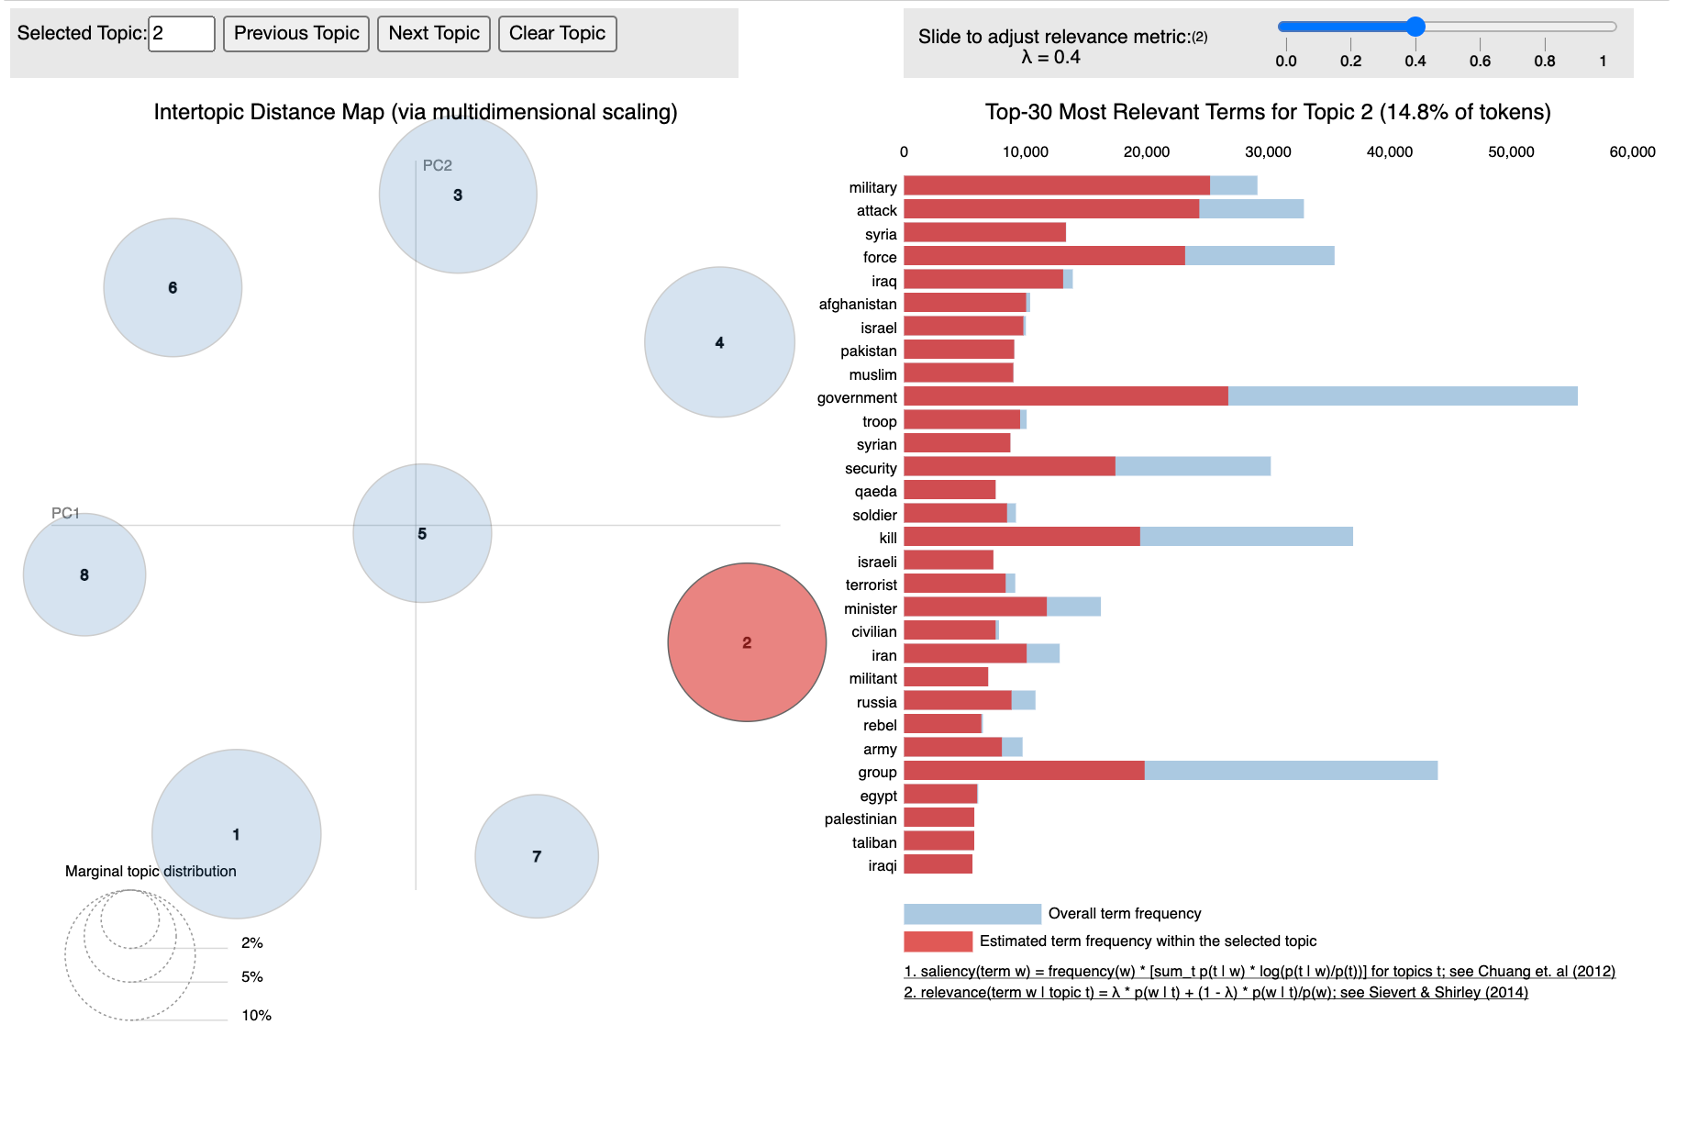 Selected Topic: 2 Previous Topic Next Topic Clear Topic
Slide to adjust relevance metric:(2)
λ = 0.4
0.0 0.2 0.4 0.6 0.8 1
Intertopic Distance Map (via multidimensional scaling)
PC2
PC1
3
6
4
5
8
2
1
7
Marginal topic distribution
2%
5%
10%
Top-30 Most Relevant Terms for Topic 2 (14.8% of tokens)
0 10,000 20,000 30,000 40,000 50,000 60,000
military
attack
syria
force
iraq
afghanistan
israel
pakistan
muslim
government
troop
syrian
security
qaeda
soldier
kill
israeli
terrorist
minister
civilian
iran
militant
russia
rebel
army
group
egypt
palestinian
taliban
iraqi
Overall term frequency
Estimated term frequency within the selected topic
1. saliency(term w) = frequency(w) * [sum_t p(t | w) * log(p(t | w)/p(t))] for topics t; see Chuang et. al (2012)
2. relevance(term w | topic t) = λ * p(w | t) + (1 - λ) * p(w | t)/p(w); see Sievert & Shirley (2014)